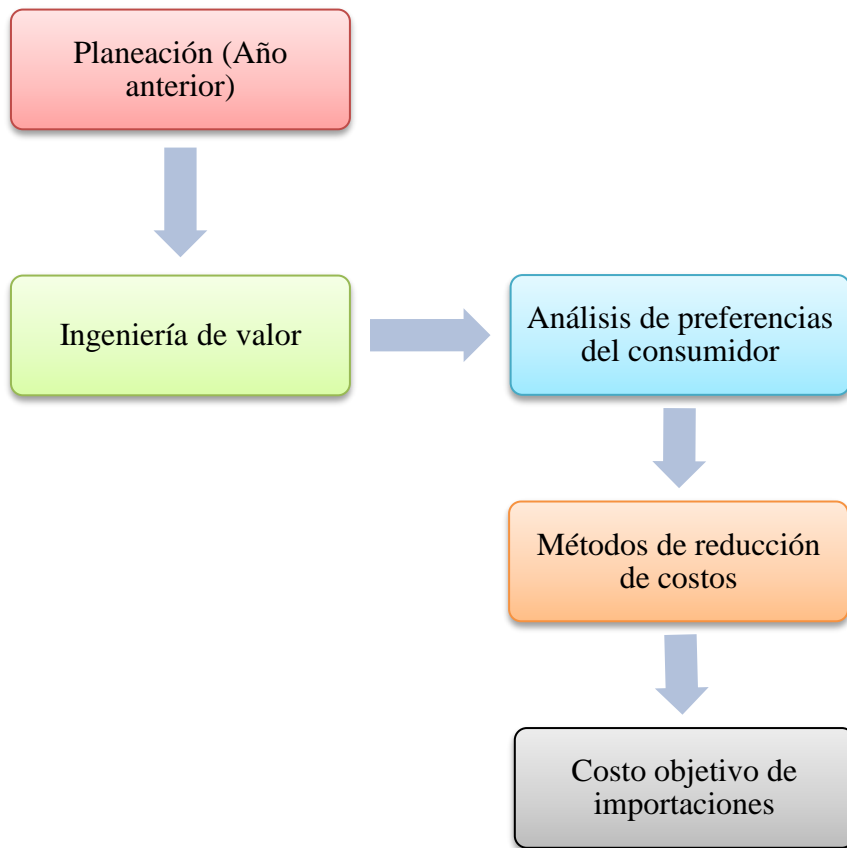 Planeación (Año
anterior)
Ingeniería de valor
Análisis de preferencias
del consumidor
Métodos de reducción
de costos
Costo objetivo de
importaciones